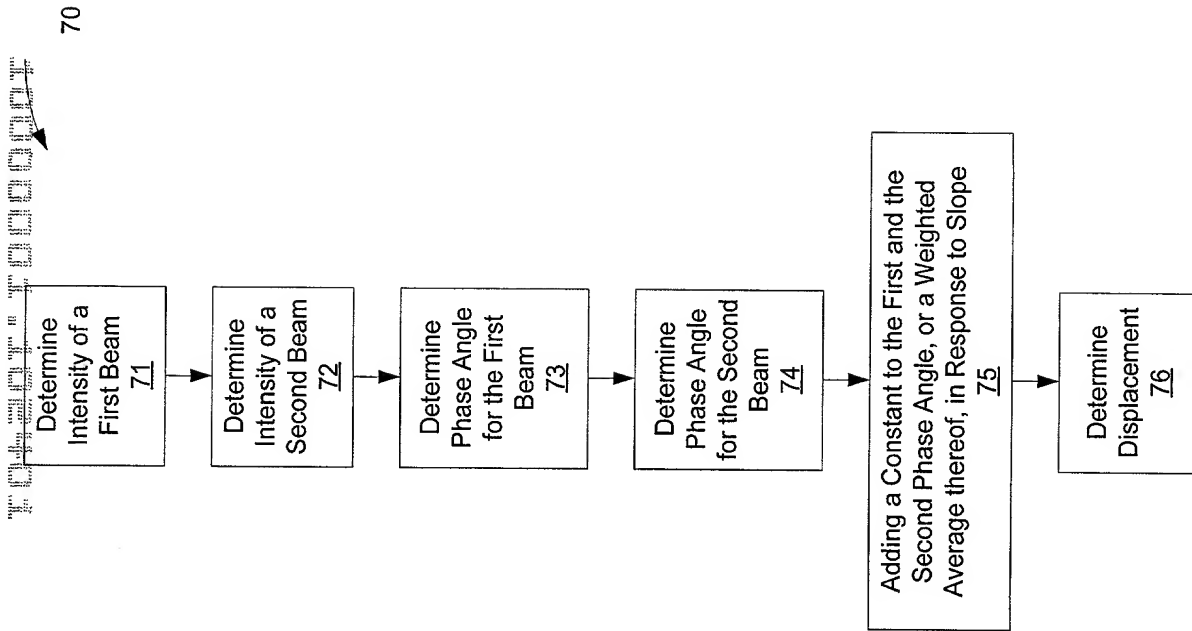 70
Determine
Intensity of a
First Beam
71
Determine
Intensity of a
Second Beam
72
Determine
Phase Angle
for the First
Beam
73
Determine
Phase Angle
for the Second
Beam
74
Adding a Constant to the First and the
Second Phase Angle, or a Weighted
Average thereof, in Response to Slope
75
Determine
Displacement
76